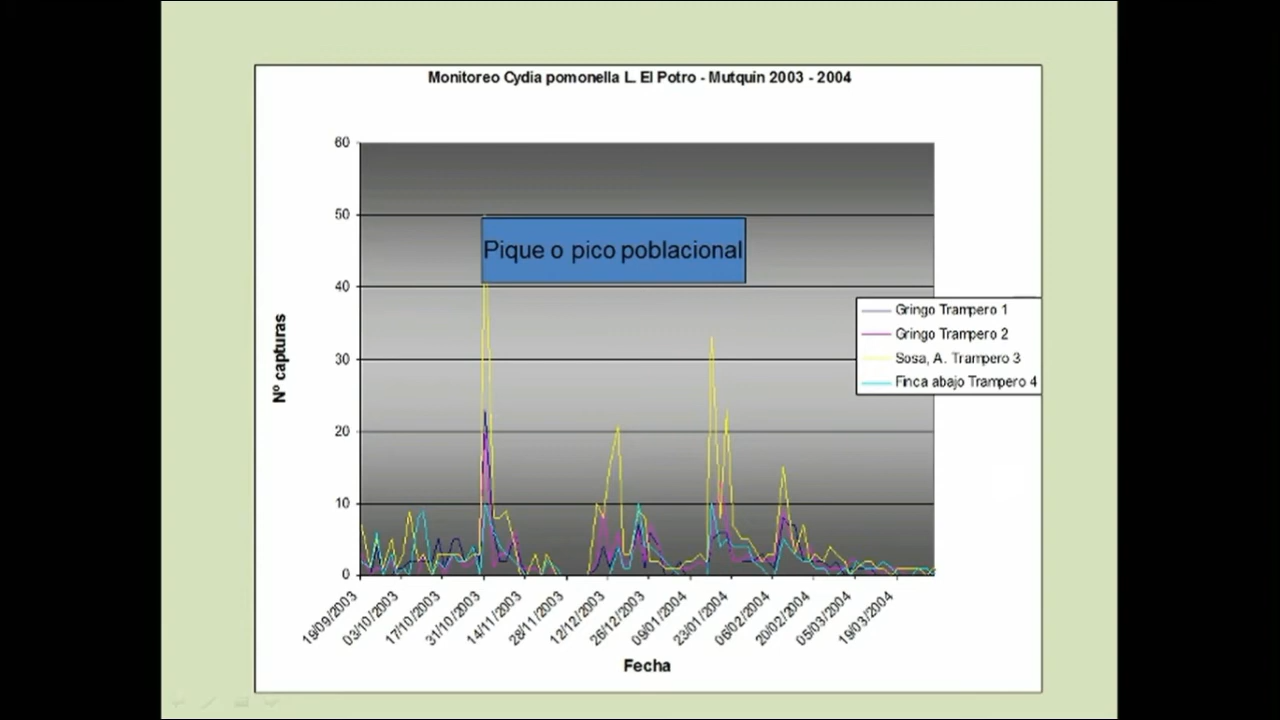 Monitoreo Cydia pomonella L. El Potro - Mutquin 2003 - 2004
60
50
Pique o pico poblacional
40
Gringo Trampero 1
Gringo Trampero 2
Sosa, A. Trampero 3
Finca abajo Trampero 4
Nº capturas
30
20
10
0
19/09/2003
03/10/2003
17/10/2003
31/10/2003
14/11/2003
28/11/2003
12/12/2003
26/12/2003
09/01/2004
23/01/2004
06/02/2004
20/02/2004
05/03/2004
19/03/2004
Fecha